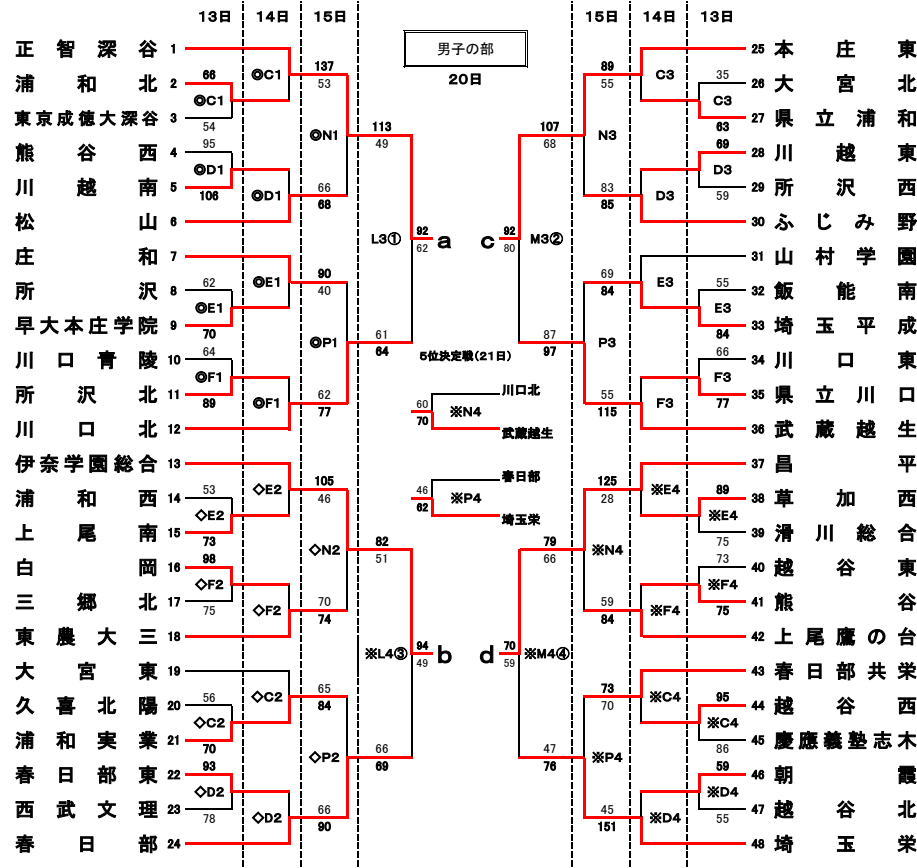 13日 14日 15日 男子の部 15日 14日 13日
20日
正智深谷 1
浦和北 2
東京成徳大深谷 3
熊谷西 4
川越南 5
松山 6
庄和 7
所沢 8
早大本庄学院 9
川口青陵 10
所沢北 11
川口北 12
伊奈学園総合 13
浦和西 14
上尾南 15
白岡 16
三郷北 17
東農大三 18
大宮東 19
久喜北陽 20
浦和実業 21
春日部東 22
西武文理 23
春日部 24
66
◎C1
54
95
◎D1
106
62
◎E1
70
64
◎F1
89
53
◇E2
73
98
◇F2
75
56
◇C2
70
93
◇D2
78
◎C1
◎D1
◎E1
◎F1
◇E2
◇F2
◇C2
◇D2
137
53
◎N1
66
68
90
40
◎P1
62
77
105
46
◇N2
70
74
65
84
◇P2
66
90
113
49
L3①
61
64
82
51
※L4③
66
69
92
62
a
94
49
b
5位決定戦(21日)
川口北
60
70
※N4
武蔵越生
春日部
46
62
※P4
埼玉栄
c
92
80
d
70
59
107
68
M3②
87
97
79
66
※M4④
47
76
89
55
N3
83
85
69
84
P3
55
115
125
28
※N4
59
84
73
70
※P4
45
151
C3
D3
E3
F3
※E4
※F4
※C4
※D4
35
C3
63
69
D3
59
55
E3
84
66
F3
77
89
※E4
75
73
※F4
75
95
※C4
86
59
※D4
55
25 本庄東
26 大宮北
27 県立浦和
28 川越東
29 所沢西
30 ふじみ野
31 山村学園
32 飯能南
33 埼玉平成
34 川口東
35 県立川口
36 武蔵越生
37 昌平
38 草加西
39 滑川総合
40 越谷東
41 熊谷
42 上尾鷹の台
43 春日部共栄
44 越谷西
45 慶應義塾志木
46 朝霞
47 越谷北
48 埼玉栄